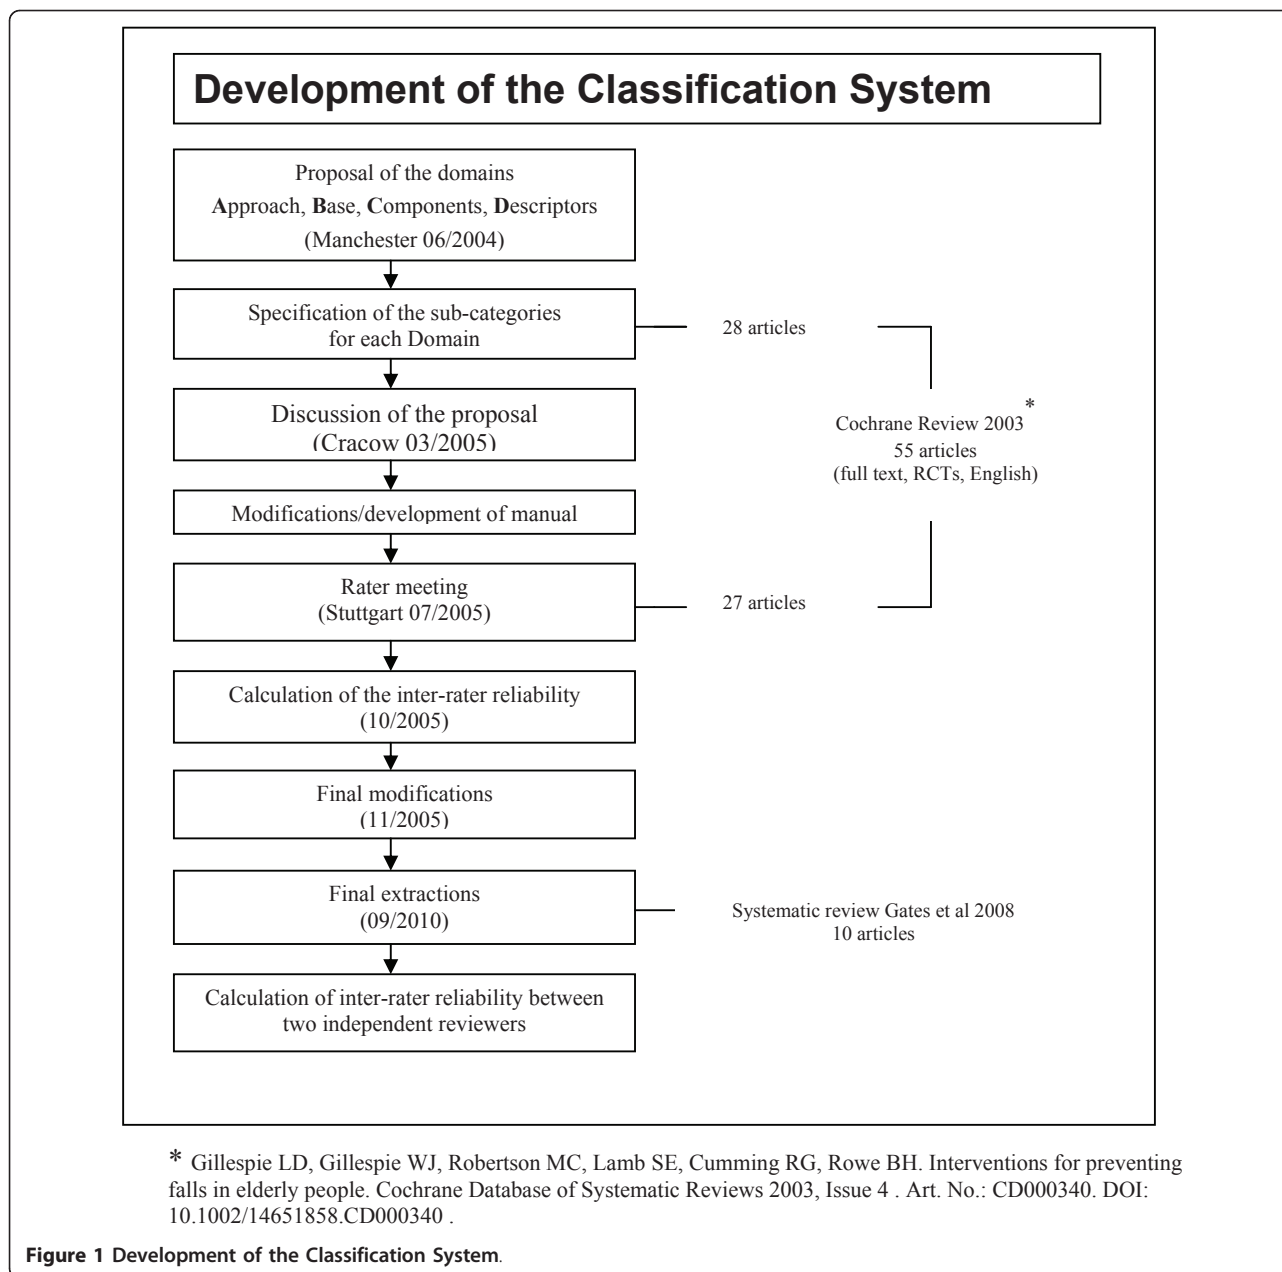 Development of the Classification System
Proposal of the domains
Approach, Base, Components, Descriptors
(Manchester 06/2004)
Specification of the sub-categories
for each Domain
28 articles
Discussion of the proposal
(Cracow 03/2005)
*
Cochrane Review 2003
55 articles
(full text, RCTs, English)
Modifications/development of manual
Rater meeting
(Stuttgart 07/2005)
27 articles
Calculation of the inter-rater reliability
(10/2005)
Final modifications
(11/2005)
Final extractions
(09/2010)
Systematic review Gates et al 2008
10 articles
Calculation of inter-rater reliability between
two independent reviewers
* Gillespie LD, Gillespie WJ, Robertson MC, Lamb SE, Cumming RG, Rowe BH. Interventions for preventing
falls in elderly people. Cochrane Database of Systematic Reviews 2003, Issue 4 . Art. No.: CD000340. DOI:
10.1002/14651858.CD000340 .
Figure 1 Development of the Classification System.